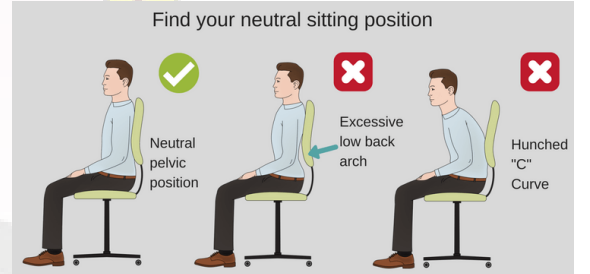 Find your neutral sitting position
Neutral
pelvic
position
Excessive
low back
arch
Hunched
"C"
Curve